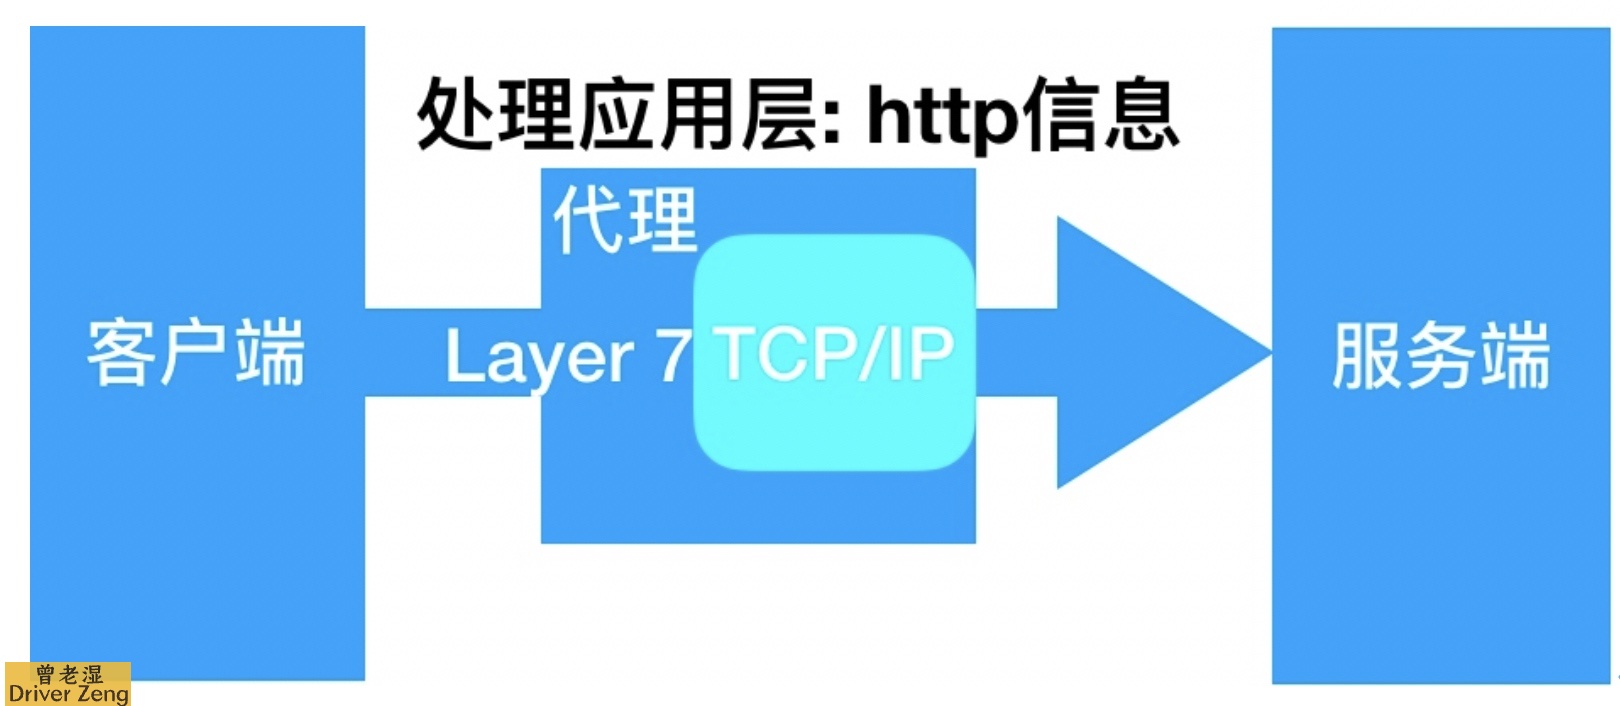 处理应用层: http信息
代理
客户端
Layer 7
TCP/IP
服务端
曾老湿
Driver Zeng